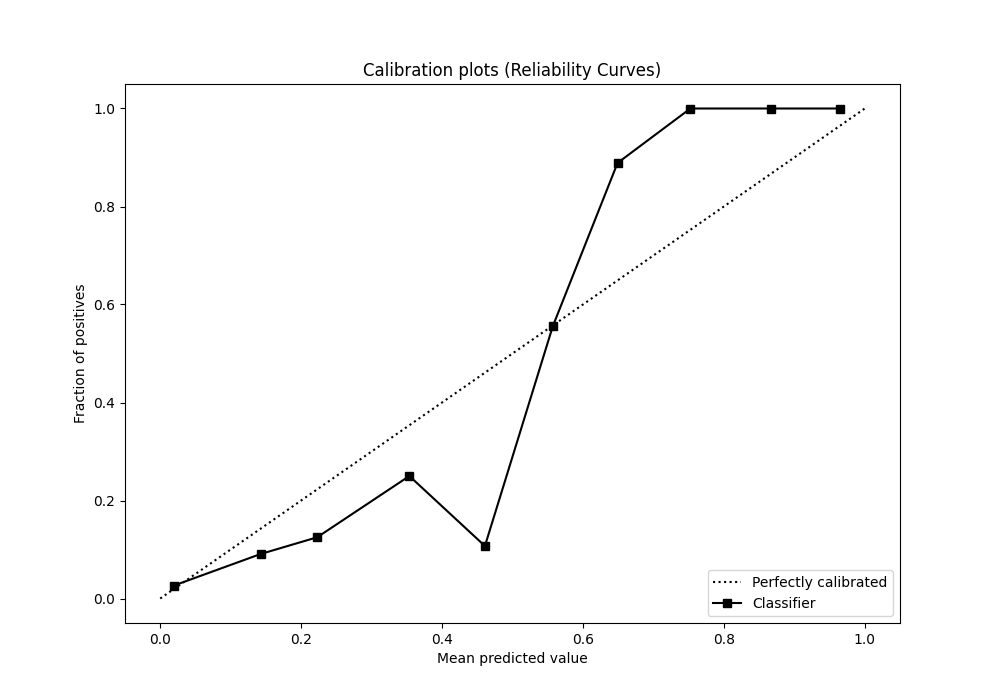 Calibration plots (Reliability Curves)
1.0
0.8
0.6
0.4
0.2
0.0
Fraction of positives
0.0 0.2 0.4 0.6 0.8 1.0
Mean predicted value
Perfectly calibrated
Classifier